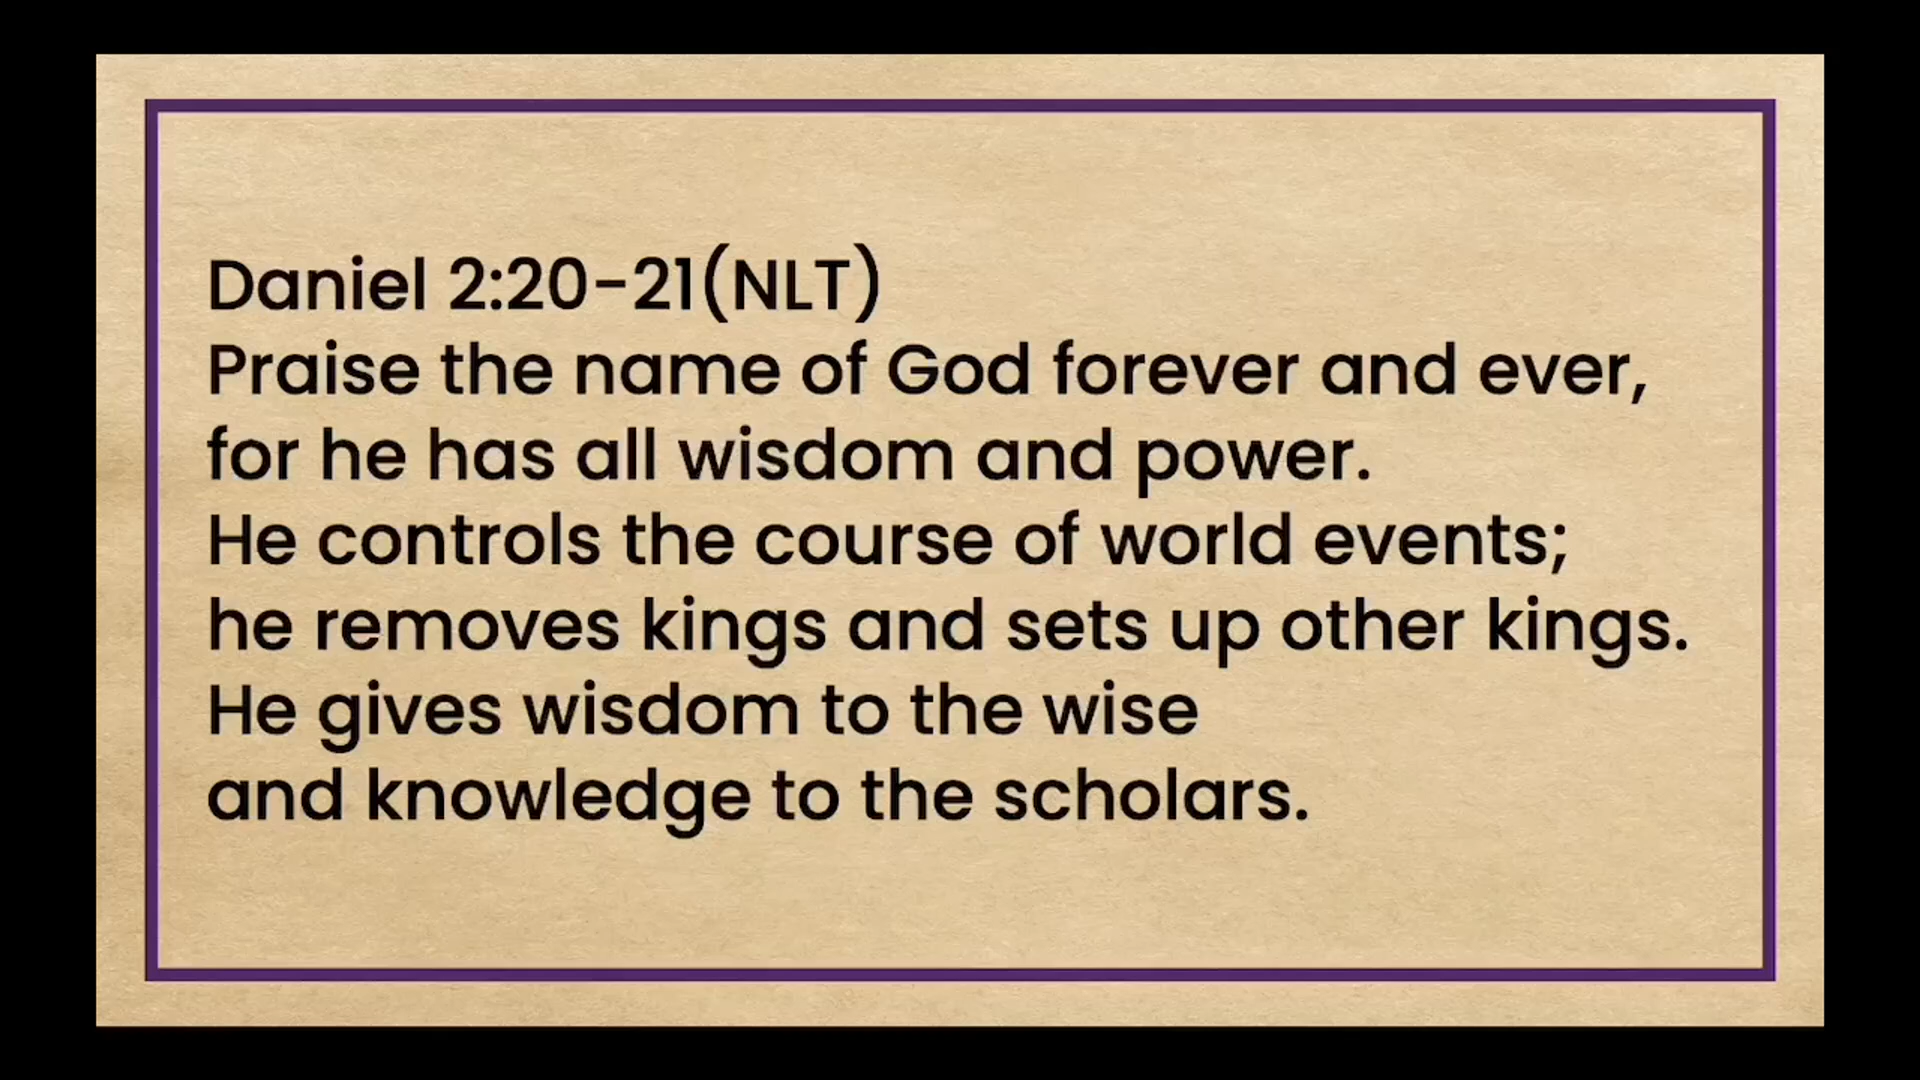 Daniel 2:20-21(NLT)
Praise the name of God forever and ever,
for he has all wisdom and power.
He controls the course of world events;
he removes kings and sets up other kings.
He gives wisdom to the wise
and knowledge to the scholars.